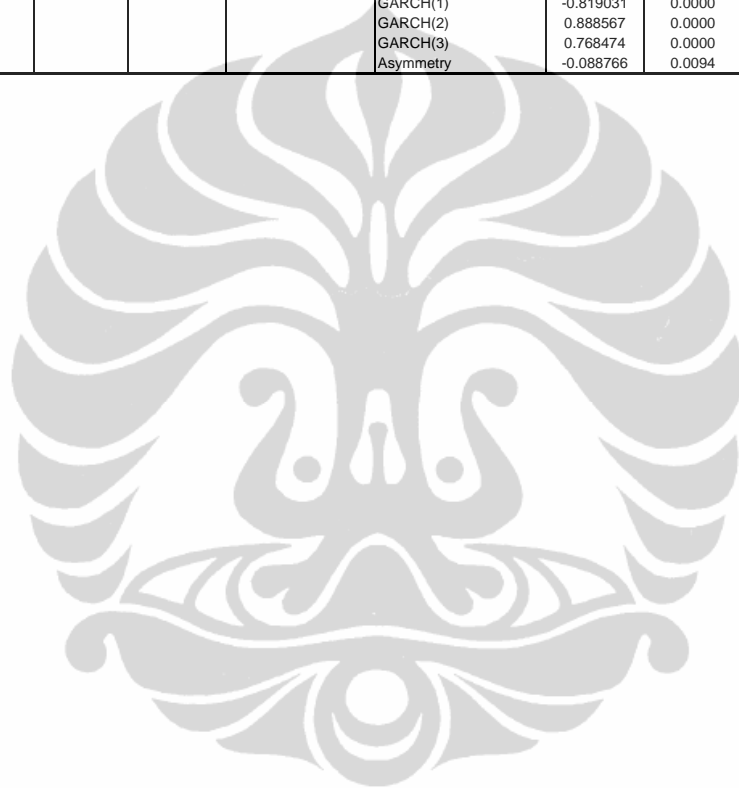 GARCH(1) -0.819031 0.0000
GARCH(2) 0.888567 0.0000
GARCH(3) 0.768474 0.0000
Asymmetry -0.088766 0.0094